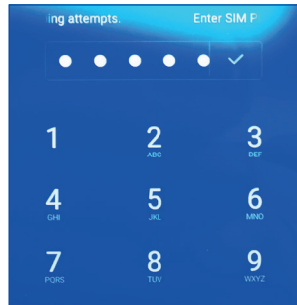 ing attempts. Enter SIM P
1 2 3
ABC DEF
4 5 6
GHI JKL MNO
7 8 9
PQRS TUV WXYZ